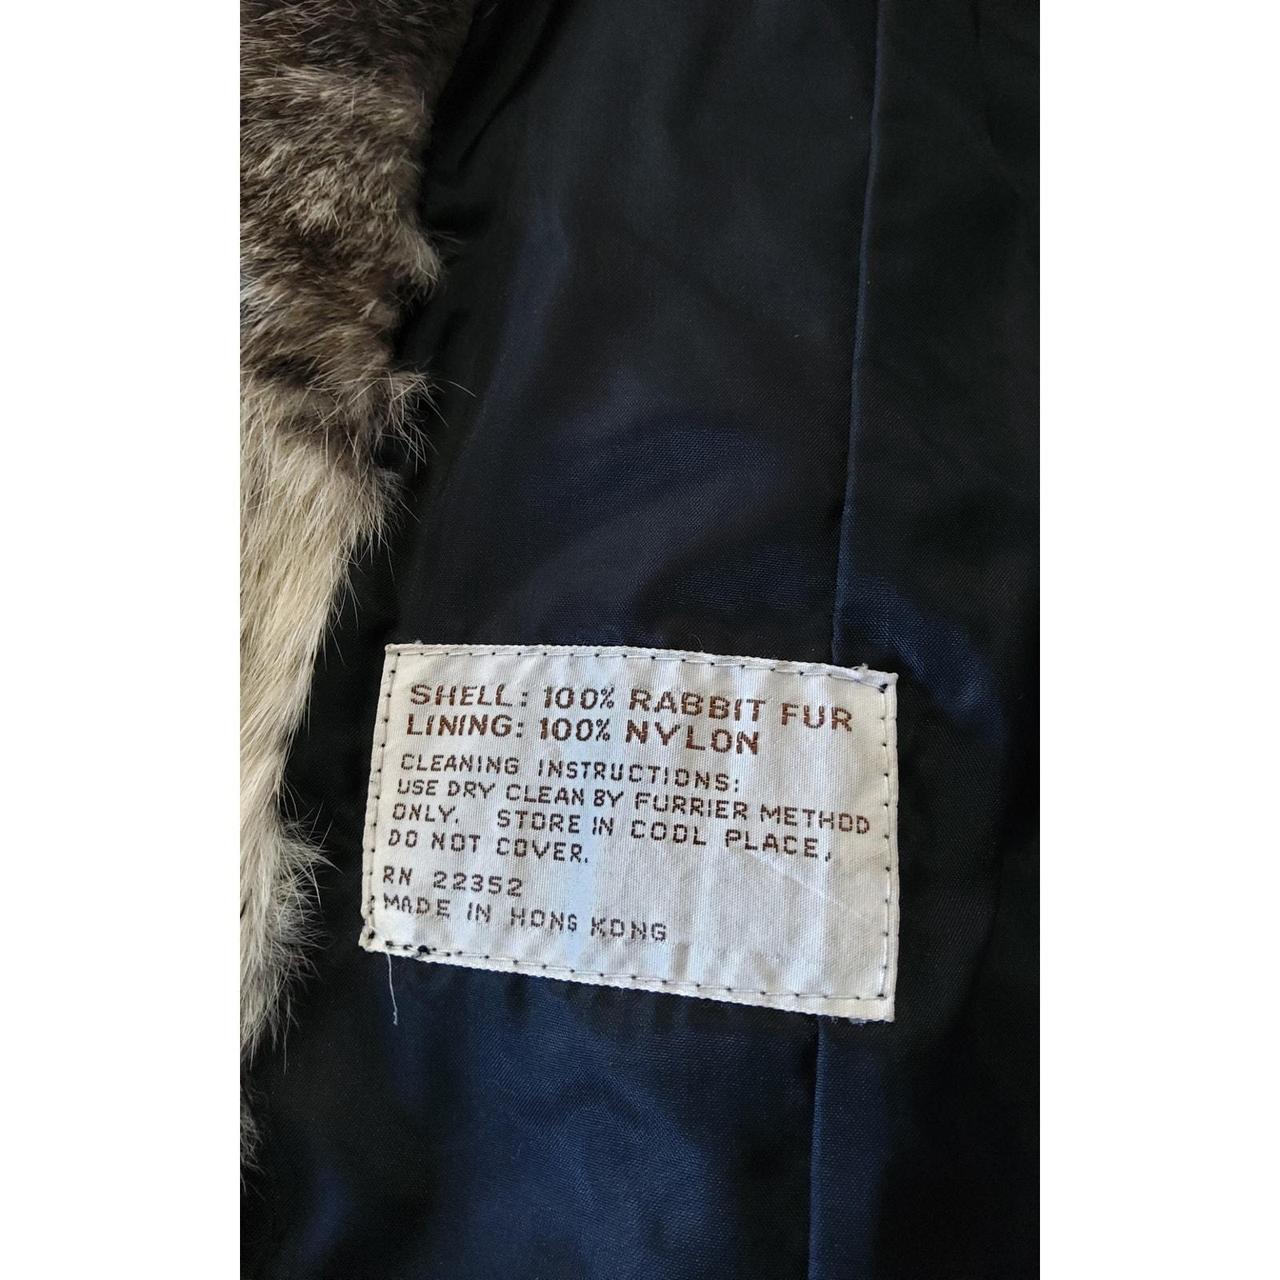 SHELL: 100% RABBIT FUR
LINING: 100% NYLON
CLEANING INSTRUCTIONS:
USE DRY CLEAN BY FURRIER METHOD
ONLY. STORE IN COOL PLACE,
DO NOT COVER.
RN 22352
MADE IN HONG KONG